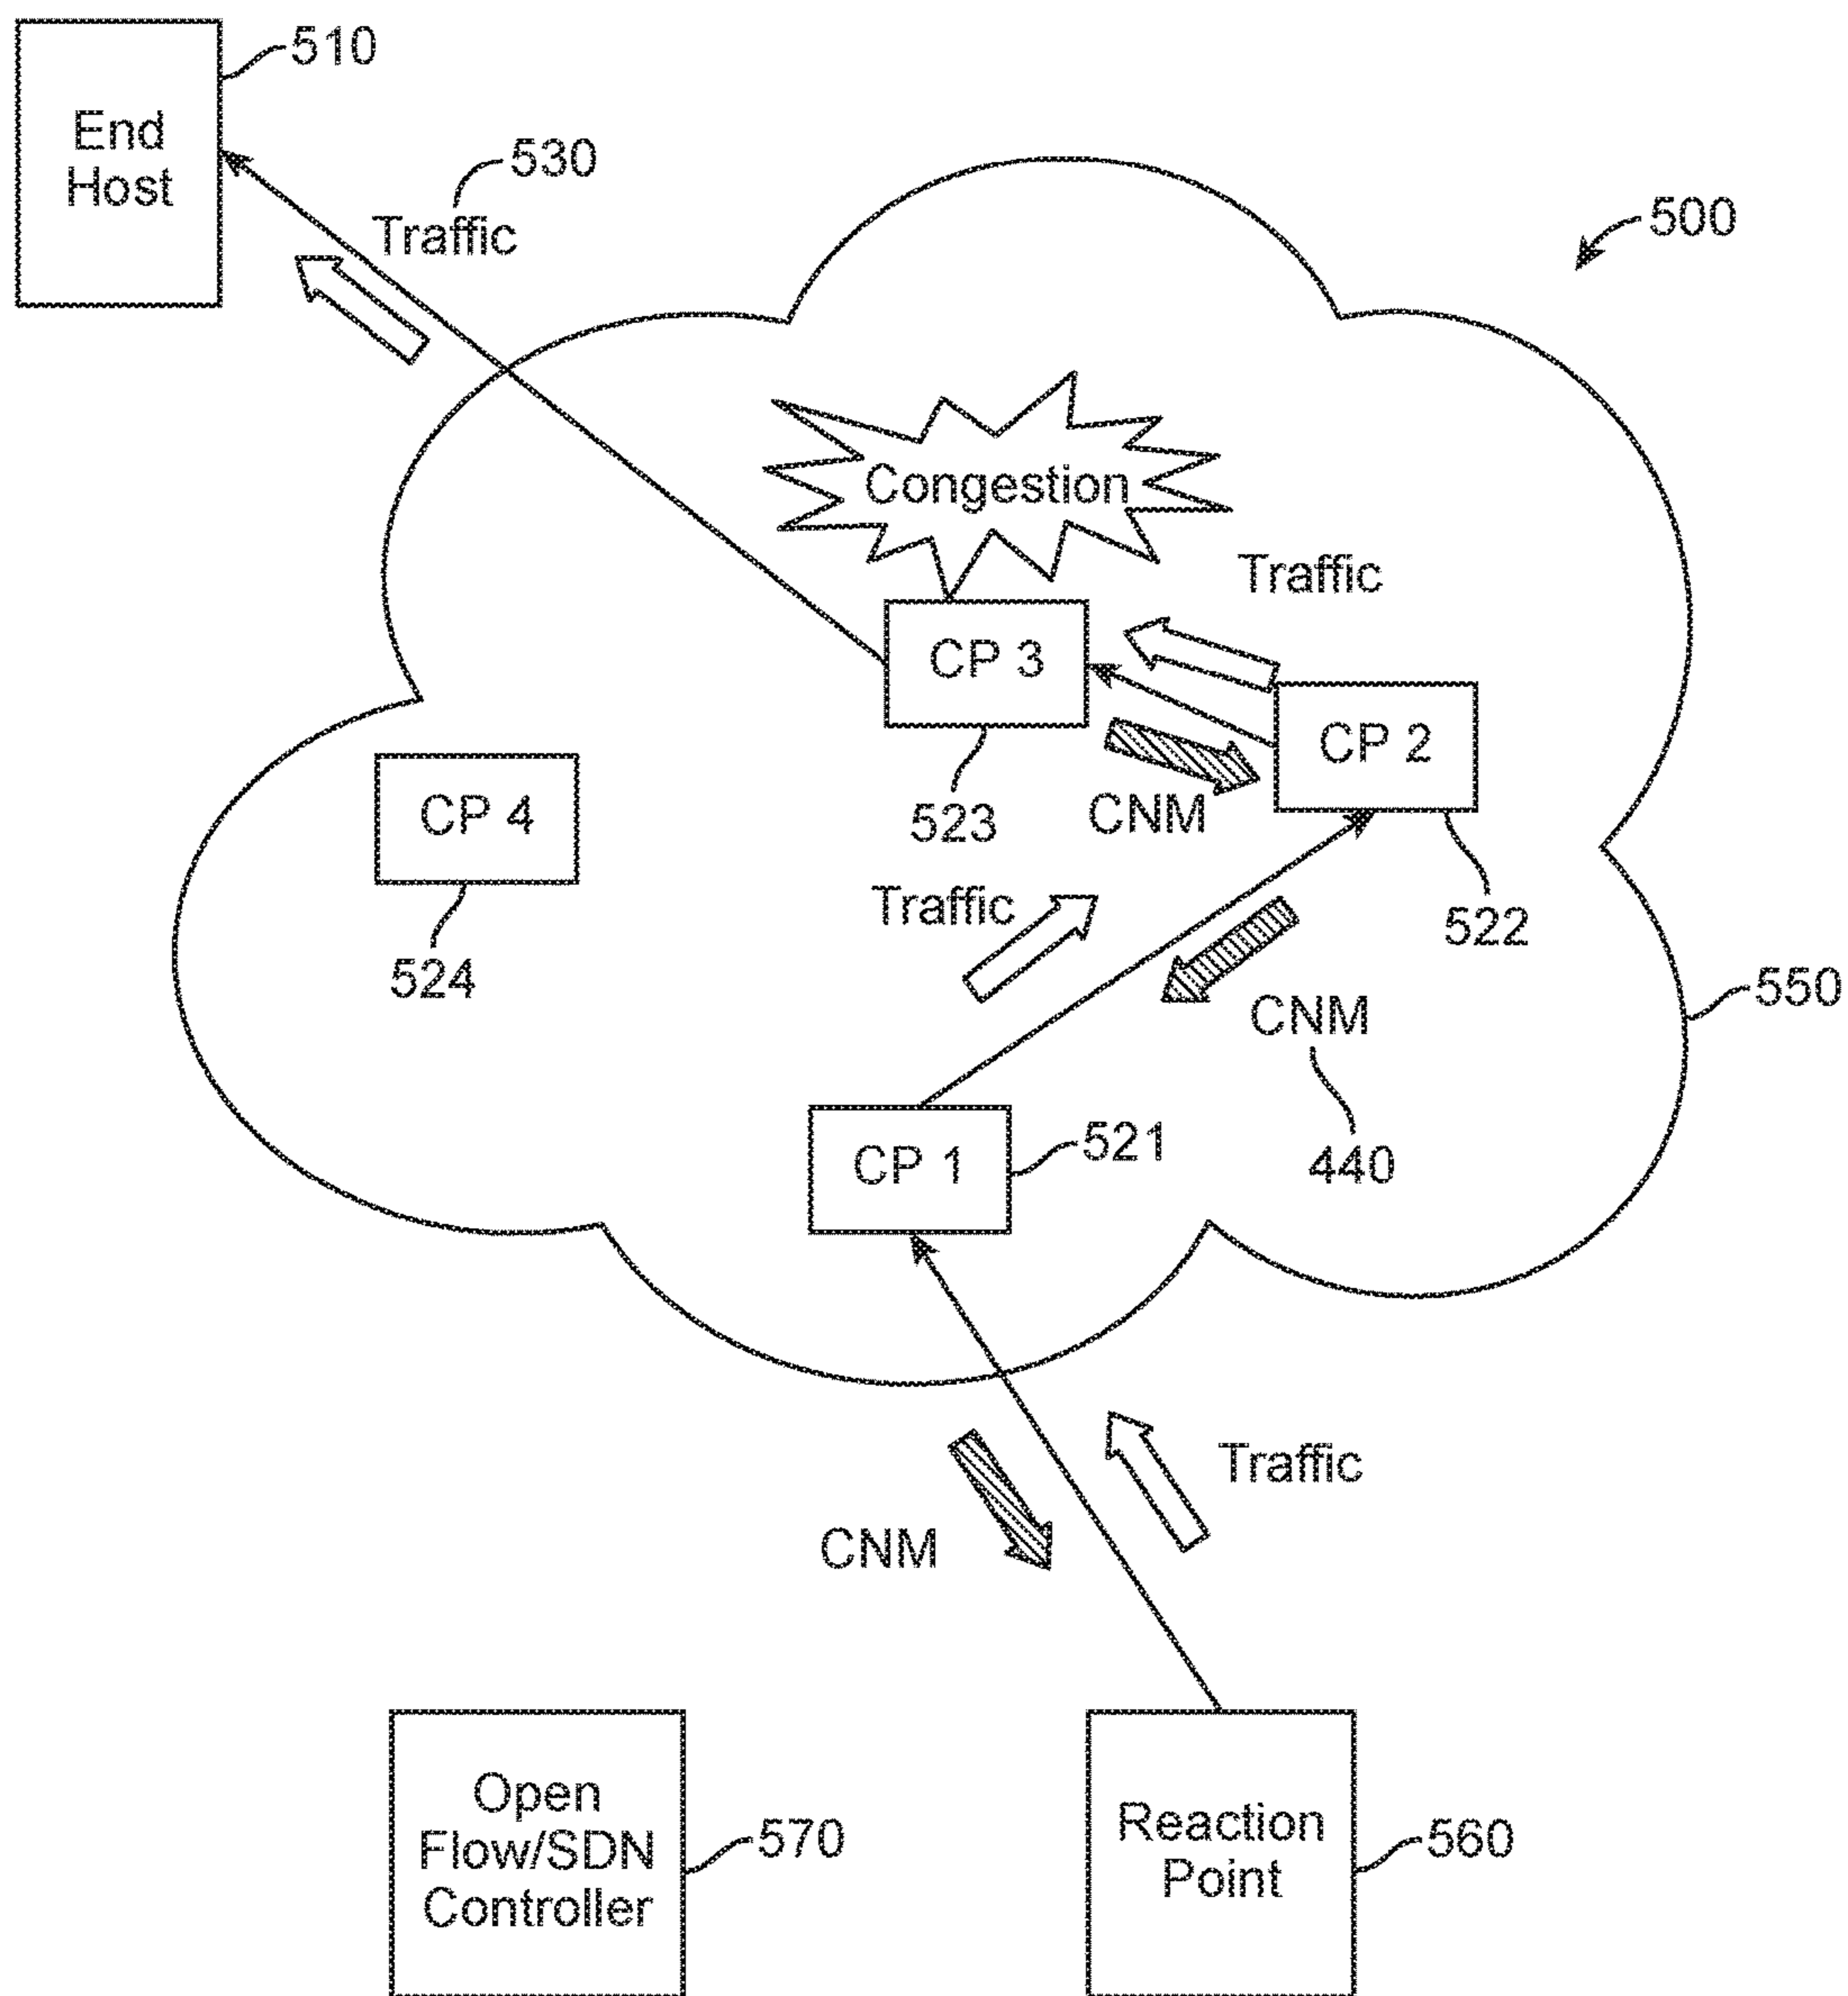 510
End
Host
530
Traffic
500
Congestion
Traffic
CP 3
CP 2
CNM
523
CP 4
524
Traffic
522
CNM
550
440
CP 1
521
Traffic
CNM
Open
Flow/SDN
Controller
570
Reaction
Point
560